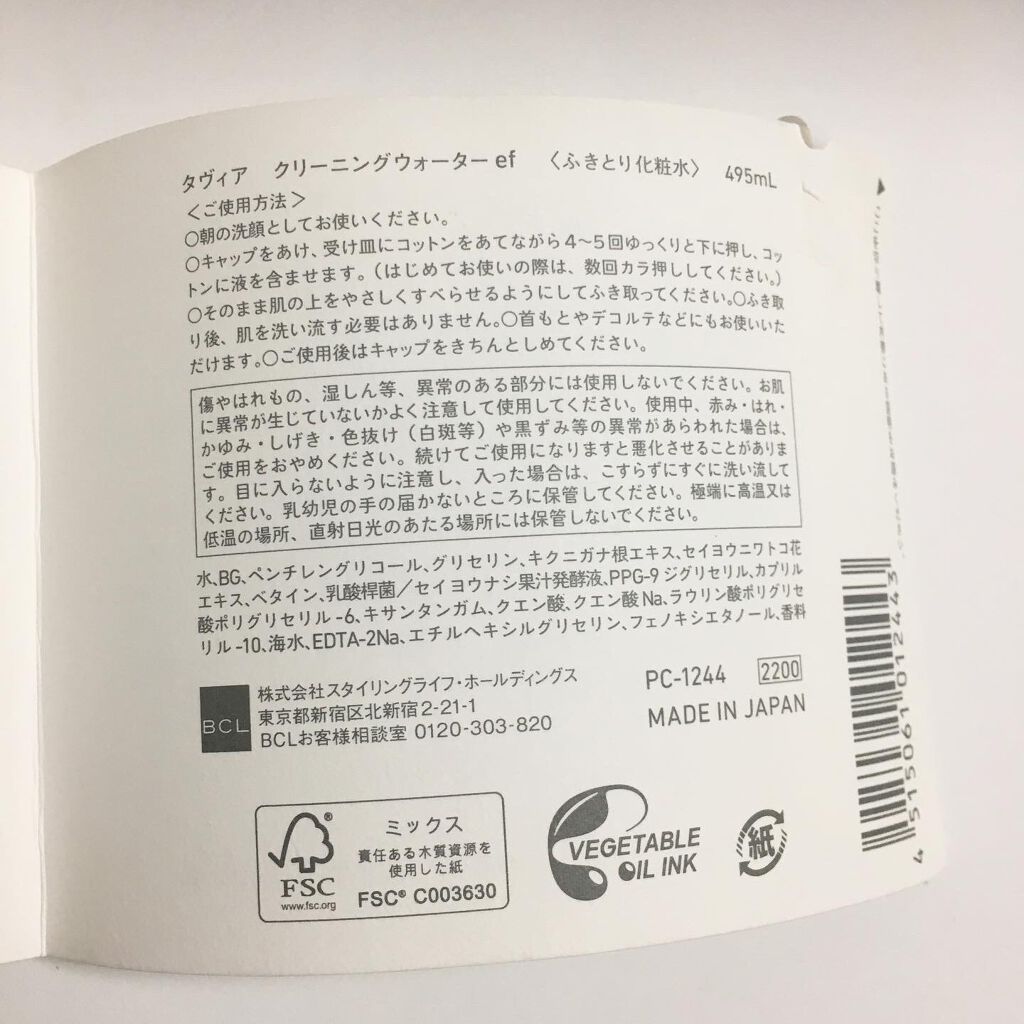 タヴィア　クリーニングウォーター ef　〈ふきとり化粧水〉　495mL
＜ご使用方法＞
○朝の洗顔としてお使いください。
○キャップをあけ、受け皿にコットンをあてながら4〜5回ゆっくりと下に押し、コッ
トンに液を含ませます。(はじめてお使いの際は、数回カラ押ししてください。)
○そのまま肌の上をやさしくすべらせるようにしてふき取ってください。○ふき取
り後、肌を洗い流す必要はありません。○首もとやデコルテなどにもお使いいた
だけます。○ご使用後はキャップをきちんとしめてください。
傷やはれもの、湿しん等、異常のある部分には使用しないでください。お肌
に異常が生じていないかよく注意して使用してください。使用中、赤み・はれ・
かゆみ・しげき・色抜け（白斑等）や黒ずみ等の異常があらわれた場合は、
ご使用をおやめください。続けてご使用になりますと悪化させることがありま
す。目に入らないように注意し、入った場合は、こすらずにすぐに洗い流して
ください。乳幼児の手の届かないところに保管してください。極端に高温又は
低温の場所、直射日光のあたる場所には保管しないでください。
水、BG、ペンチレングリコール、グリセリン、キクニガナ根エキス、セイヨウニワトコ花
エキス、ベタイン、乳酸桿菌／セイヨウナシ果汁発酵液、PPG-9 ジグリセリル、カプリル
酸ポリグリセリル-6、キサンタンガム、クエン酸、クエン酸 Na、ラウリン酸ポリグリセ
リル-10、海水、EDTA-2Na、エチルヘキシルグリセリン、フェノキシエタノール、香料
BCL
株式会社スタイリングライフ・ホールディングス
東京都新宿区北新宿2-21-1
BCLお客様相談室 0120-303-820
PC-1244　2200
MADE IN JAPAN
FSC®
www.fsc.org
ミックス
責任ある木質資源を
使用した紙
FSC® C003630
VEGETABLE
OIL INK
紙
4 515061 012443